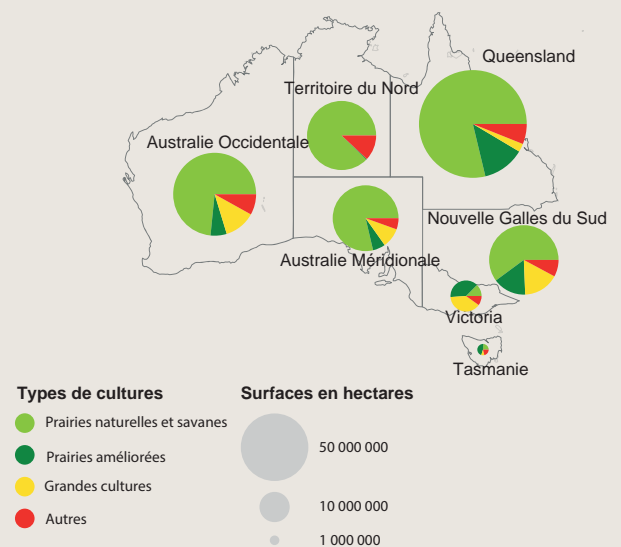 Queensland
Territoire du Nord
Australie Occidentale
Nouvelle Galles du Sud
Australie Méridionale
Victoria
Tasmanie
Types de cultures
Prairies naturelles et savanes
Prairies améliorées
Grandes cultures
Autres
Surfaces en hectares
50 000 000
10 000 000
1 000 000